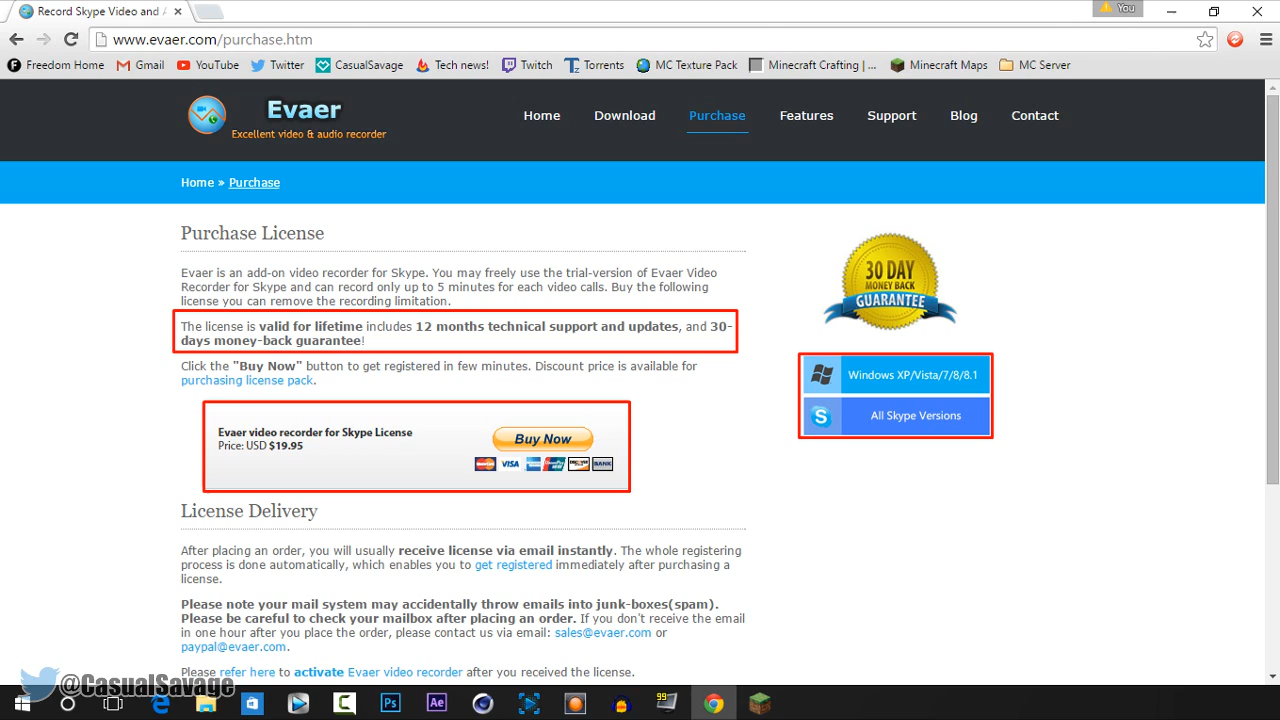 Record Skype Video and A
You
www.evaer.com/purchase.htm
Freedom Home Gmail YouTube Twitter CasualSavage Tech news! Twitch Torrents MC Texture Pack Minecraft Crafting | ... Minecraft Maps MC Server
Evaer
Excellent video & audio recorder
Home Download Purchase Features Support Blog Contact
Home » Purchase
Purchase License
Evaer is an add-on video recorder for Skype. You may freely use the trial-version of Evaer Video
Recorder for Skype and can record only up to 5 minutes for each video calls. Buy the following
license you can remove the recording limitation.
The license is valid for lifetime includes 12 months technical support and updates, and 30-
days money-back guarantee!
Click the "Buy Now" button to get registered in few minutes. Discount price is available for
purchasing license pack.
Evaer video recorder for Skype License
Price: USD $19.95
Buy Now
VISA
BANK
30 DAY
MONEY BACK
GUARANTEE
Windows XP/Vista/7/8/8.1
All Skype Versions
License Delivery
After placing an order, you will usually receive license via email instantly. The whole registering
process is done automatically, which enables you to get registered immediately after purchasing a
license.
Please note your mail system may accidentally throw emails into junk-boxes(spam).
Please be careful to check your mailbox after placing an order. If you don't receive the email
in one hour after you place the order, please contact us via email: sales@evaer.com or
paypal@evaer.com.
Please refer here to activate Evaer video recorder after you received the license.
@CasualSavage
Ps
Ae
99